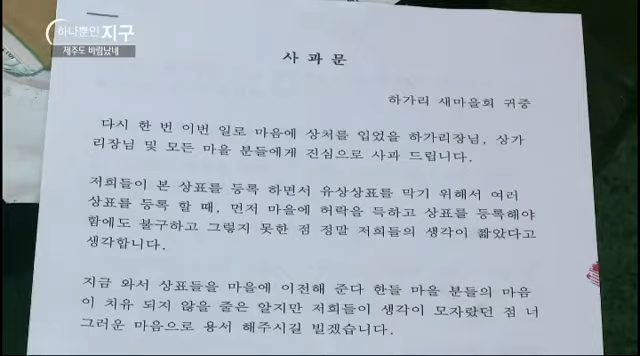 하나뿐인 지구
제주도 바람났네
사 과 문
하가리 새마을회 귀중
다시 한 번 이번 일로 마음에 상처를 입었을 하가리장님, 상가
리장님 및 모든 마을 분들에게 진심으로 사과 드립니다.
저희들이 본 상표를 등록 하면서 유상상표를 막기 위해서 여러
상표를 등록 할 때, 먼저 마을에 허락을 득하고 상표를 등록해야
함에도 불구하고 그렇지 못한 점 정말 저희들의 생각이 짧았다고
생각합니다.
지금 와서 상표들을 마을에 이전해 준다 한들 마을 분들의 마음
이 치유 되지 않을 줄은 알지만 저희들이 생각이 모자랐던 점 너
그러운 마음으로 용서 해주시길 빌겠습니다.